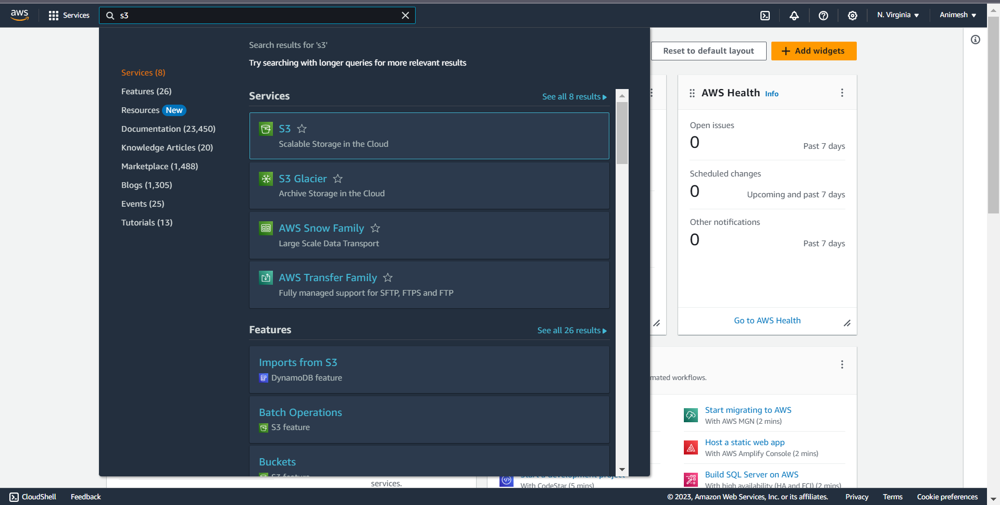 aws
Services
s3
N. Virginia
Animesh
Search results for 's3'
Try searching with longer queries for more relevant results
Services (8)
Features (26)
Resources New
Documentation (23,450)
Knowledge Articles (20)
Marketplace (1,488)
Blogs (1,305)
Events (25)
Tutorials (13)
Services
See all 8 results
S3
Scalable Storage in the Cloud
S3 Glacier
Archive Storage in the Cloud
AWS Snow Family
Large Scale Data Transport
AWS Transfer Family
Fully managed support for SFTP, FTPS and FTP
Features
See all 26 results
Imports from S3
DynamoDB feature
Batch Operations
S3 feature
Buckets
S3 feature
Reset to default layout
+ Add widgets
AWS Health Info
Open issues
0
Past 7 days
Scheduled changes
0
Upcoming and past 7 days
Other notifications
0
Past 7 days
Go to AWS Health
mated workflows.
Start migrating to AWS
With AWS MGN (2 mins)
Host a static web app
With AWS Amplify Console (2 mins)
Build SQL Server on AWS
With high availability (HA and FCI) (2 mins)
services.
Start a development project
With CodeStar (5 mins)
CloudShell
Feedback
© 2023, Amazon Web Services, Inc. or its affiliates.
Privacy
Terms
Cookie preferences